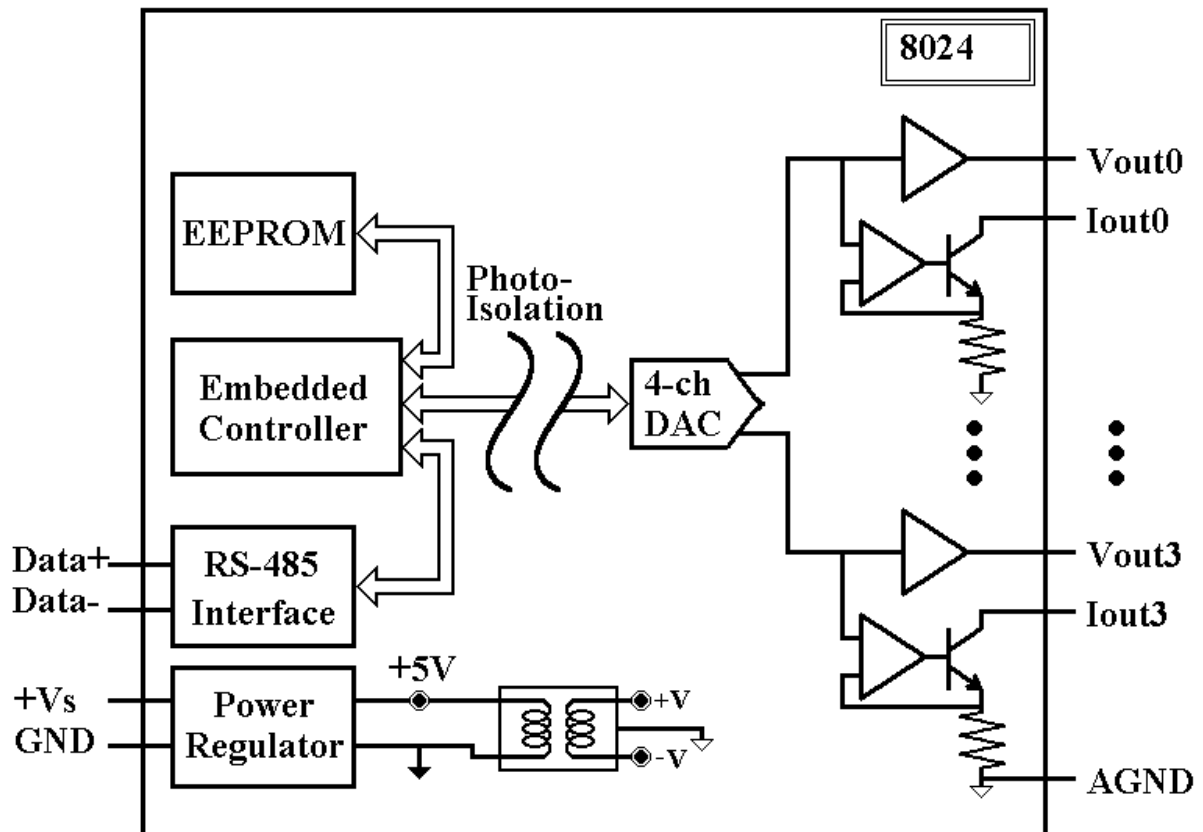 8024
Vout0
Iout0
EEPROM
Photo-
Isolation
Embedded
Controller
4-ch
DAC
Data+
Data-
RS-485
Interface
Vout3
Iout3
+Vs
GND
Power
Regulator
+5V
+V
-V
AGND